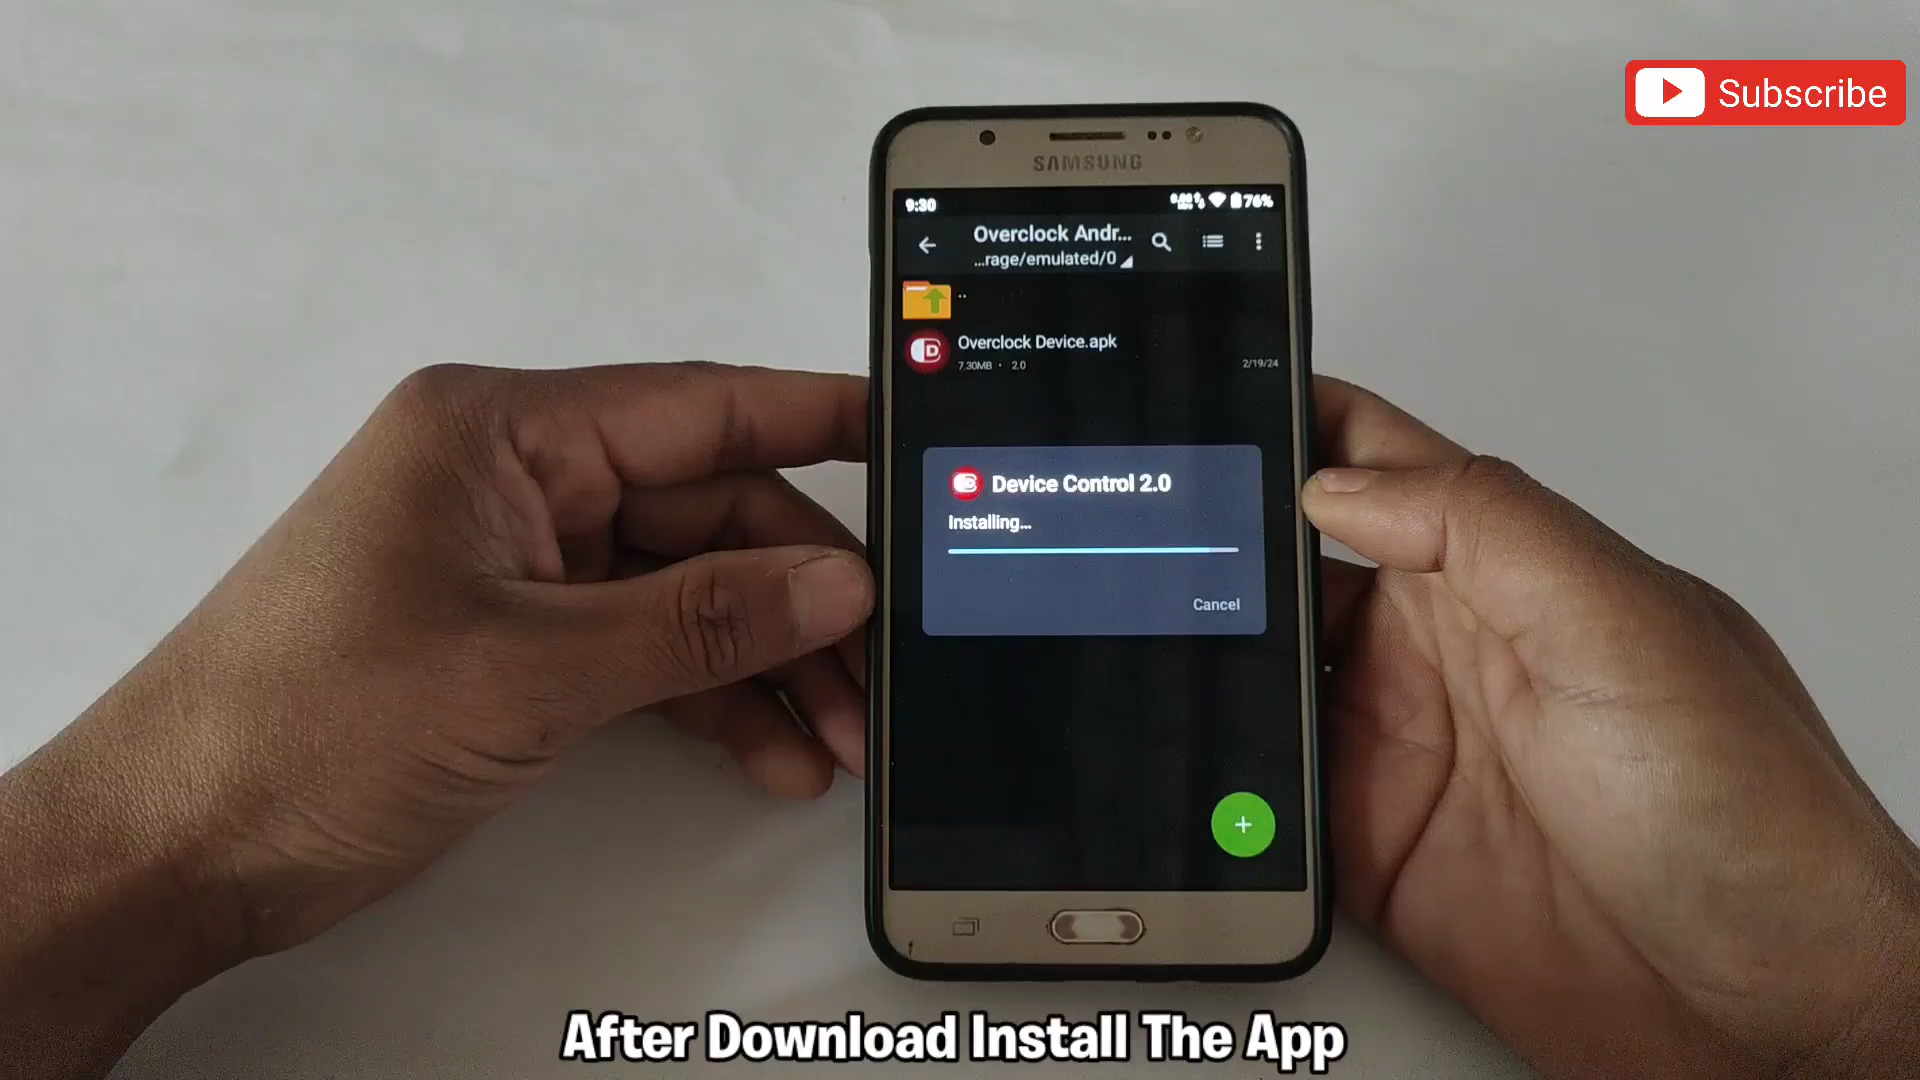 Subscribe
SAMSUNG
9:30
76%
Overclock Andr...
...rage/emulated/0
..
Overclock Device.apk
7.30MB • 2.0
2/19/24
Device Control 2.0
Installing...
Cancel
After Download Install The App